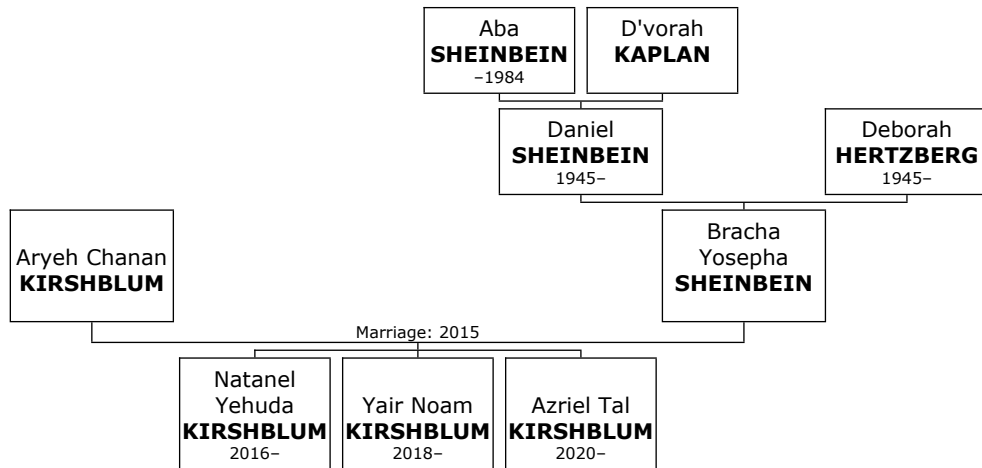 Aba
SHEINBEIN
–1984
D'vorah
KAPLAN
Daniel
SHEINBEIN
1945–
Deborah
HERTZBERG
1945–
Aryeh Chanan
KIRSHBLUM
Bracha
Yosepha
SHEINBEIN
Marriage: 2015
Natanel
Yehuda
KIRSHBLUM
2016–
Yair Noam
KIRSHBLUM
2018–
Azriel Tal
KIRSHBLUM
2020–